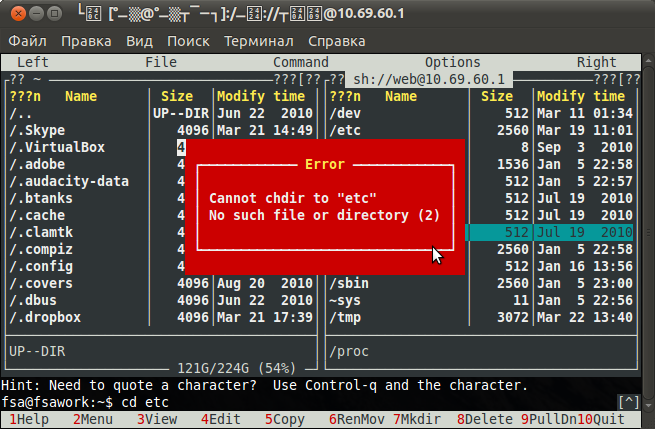 └␌ [°⎽▒@°⎽▒┬⎺─┐]:/⎽␤://┬␊␉@10.69.60.1
Файл Правка Вид Поиск Терминал Справка
Left File Command Options Right
?? ~ ???[?? ?? sh://web@10.69.60.1 ???[??
???n Name Size Modify time ???n Name Size Modify time
/.. UP--DIR Jun 22 2010 /dev 512 Mar 11 01:34
/.Skype 4096 Mar 21 14:49 /etc 2560 Mar 19 11:01
/.VirtualBox 4 8 Sep 3 2010
/.adobe 4 Error 1536 Jan 5 22:58
/.audacity-data 4 512 Jan 5 22:57
/.btanks 4 Cannot chdir to "etc" 512 Jul 19 2010
/.cache 4 No such file or directory (2) 512 Jul 19 2010
/.clamtk 4 512 Jul 19 2010
/.compiz 4 2560 Jan 5 22:58
/.config 4 512 Jan 16 13:56
/.covers 4096 Aug 20 2010 /sbin 2560 Jan 5 23:00
/.dbus 4096 Jun 22 2010 ~sys 11 Jan 5 22:56
/.dropbox 4096 Mar 21 17:39 /tmp 3072 Mar 22 13:40
UP--DIR /proc
121G/224G (54%)
Hint: Need to quote a character? Use Control-q and the character.
fsa@fsawork:~$ cd etc [^]
1Help 2Menu 3View 4Edit 5Copy 6RenMov 7Mkdir 8Delete 9PullDn 10Quit